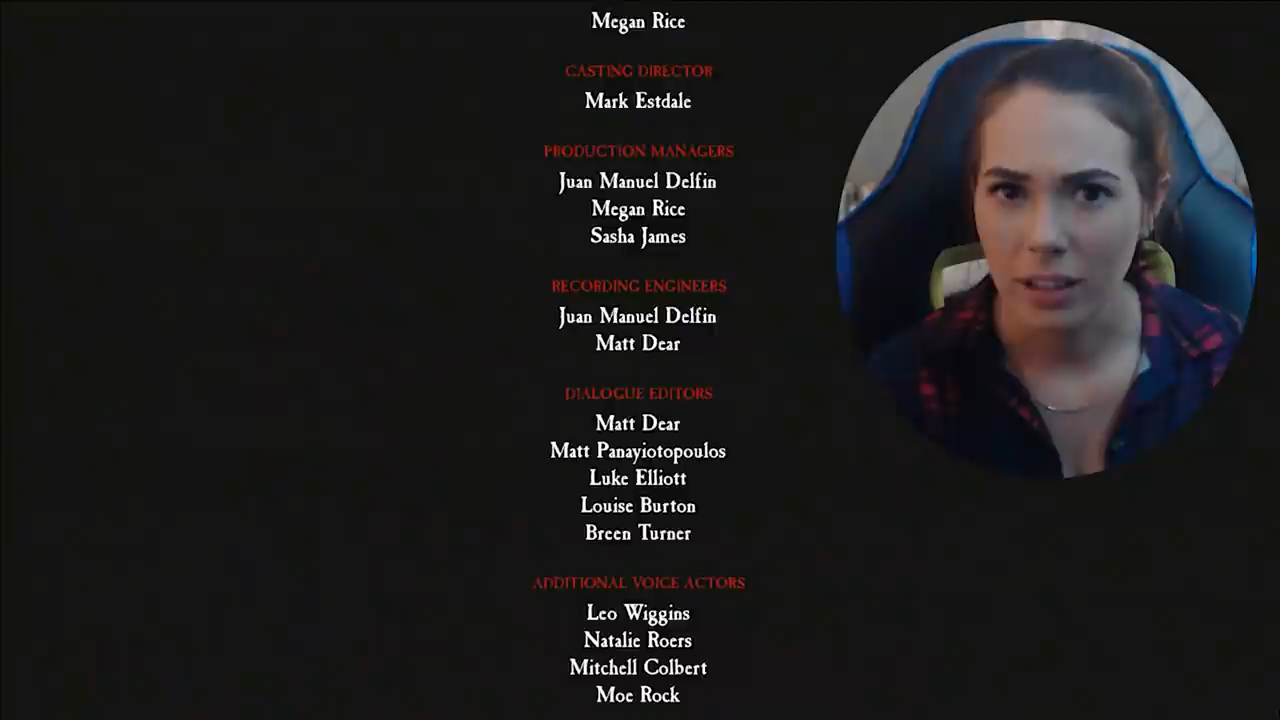 Megan Rice
CASTING DIRECTOR
Mark Estdale
PRODUCTION MANAGERS
Juan Manuel Delfin
Megan Rice
Sasha James
RECORDING ENGINEERS
Juan Manuel Delfin
Matt Dear
DIALOGUE EDITORS
Matt Dear
Matt Panayiotopoulos
Luke Elliott
Louise Burton
Breen Turner
ADDITIONAL VOICE ACTORS
Leo Wiggins
Natalie Roers
Mitchell Colbert
Moe Rock